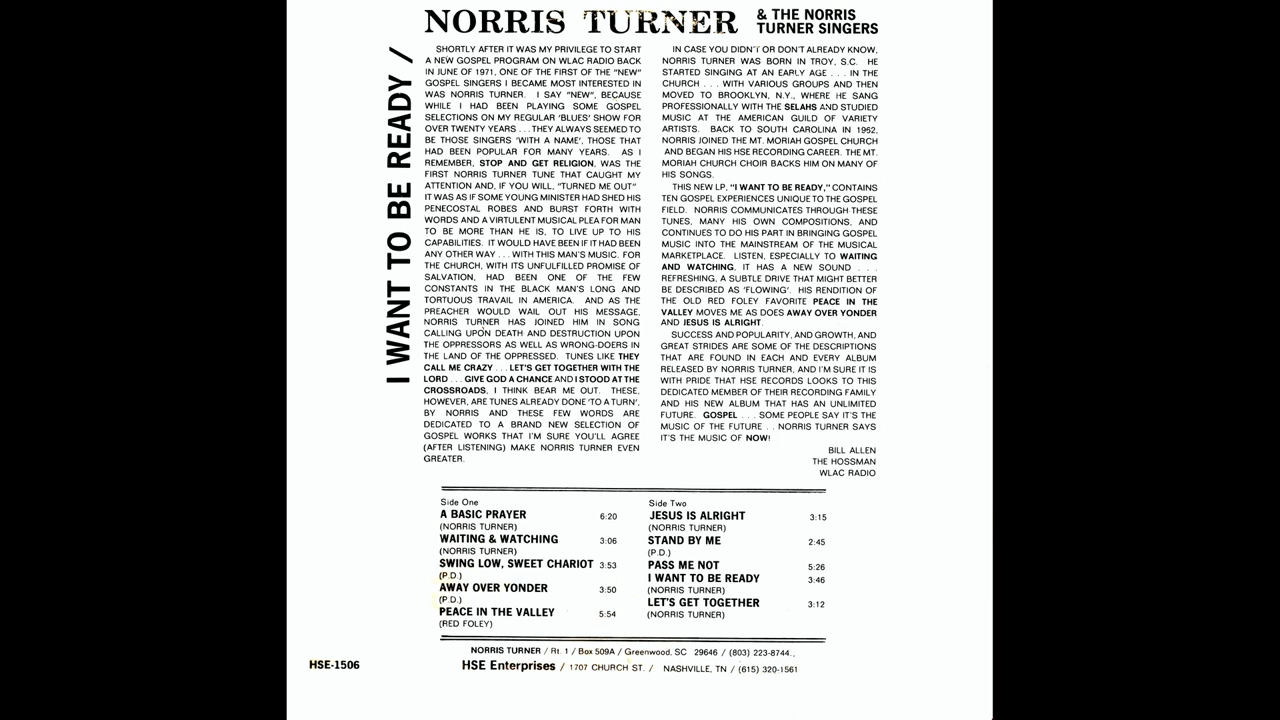 NORRIS TURNER & THE NORRIS
TURNER SINGERS
I WANT TO BE READY /
SHORTLY AFTER IT WAS MY PRIVILEGE TO START
A NEW GOSPEL PROGRAM ON WLAC RADIO BACK
IN JUNE OF 1971, ONE OF THE FIRST OF THE "NEW"
GOSPEL SINGERS I BECAME MOST INTERESTED IN
WAS NORRIS TURNER. I SAY "NEW", BECAUSE
WHILE I HAD BEEN PLAYING SOME GOSPEL
SELECTIONS ON MY REGULAR 'BLUES' SHOW FOR
OVER TWENTY YEARS . . . THEY ALWAYS SEEMED TO
BE THOSE SINGERS 'WITH A NAME', THOSE THAT
HAD BEEN POPULAR FOR MANY YEARS. AS I
REMEMBER, STOP AND GET RELIGION, WAS THE
FIRST NORRIS TURNER TUNE THAT CAUGHT MY
ATTENTION AND, IF YOU WILL, "TURNED ME OUT"
IT WAS AS IF SOME YOUNG MINISTER HAD SHED HIS
PENECOSTAL ROBES AND BURST FORTH WITH
WORDS AND A VIRTULENT MUSICAL PLEA FOR MAN
TO BE MORE THAN HE IS, TO LIVE UP TO HIS
CAPABILITIES. IT WOULD HAVE BEEN IF IT HAD BEEN
ANY OTHER WAY . . . WITH THIS MAN'S MUSIC. FOR
THE CHURCH, WITH ITS UNFULFILLED PROMISE OF
SALVATION, HAD BEEN ONE OF THE FEW
CONSTANTS IN THE BLACK MAN'S LONG AND
TORTUOUS TRAVAIL IN AMERICA. AND AS THE
PREACHER WOULD WAIL OUT HIS MESSAGE,
NORRIS TURNER HAS JOINED HIM IN SONG
CALLING UPON DEATH AND DESTRUCTION UPON
THE OPPRESSORS AS WELL AS WRONG-DOERS IN
THE LAND OF THE OPPRESSED. TUNES LIKE THEY
CALL ME CRAZY . . . LET'S GET TOGETHER WITH THE
LORD . . . GIVE GOD A CHANCE AND I STOOD AT THE
CROSSROADS, I THINK BEAR ME OUT. THESE,
HOWEVER, ARE TUNES ALREADY DONE 'TO A TURN',
BY NORRIS AND THESE FEW WORDS ARE
DEDICATED TO A BRAND NEW SELECTION OF
GOSPEL WORKS THAT I'M SURE YOU'LL AGREE
(AFTER LISTENING) MAKE NORRIS TURNER EVEN
GREATER.
IN CASE YOU DIDN'T OR DON'T ALREADY KNOW,
NORRIS TURNER WAS BORN IN TROY, S.C. HE
STARTED SINGING AT AN EARLY AGE . . . IN THE
CHURCH . . . WITH VARIOUS GROUPS AND THEN
MOVED TO BROOKLYN, N.Y., WHERE HE SANG
PROFESSIONALLY WITH THE SELAHS AND STUDIED
MUSIC AT THE AMERICAN GUILD OF VARIETY
ARTISTS. BACK TO SOUTH CAROLINA IN 1962,
NORRIS JOINED THE MT. MORIAH GOSPEL CHURCH
AND BEGAN HIS HSE RECORDING CAREER. THE MT.
MORIAH CHURCH CHOIR BACKS HIM ON MANY OF
HIS SONGS.
THIS NEW LP, "I WANT TO BE READY," CONTAINS
TEN GOSPEL EXPERIENCES UNIQUE TO THE GOSPEL
FIELD. NORRIS COMMUNICATES THROUGH THESE
TUNES, MANY HIS OWN COMPOSITIONS, AND
CONTINUES TO DO HIS PART IN BRINGING GOSPEL
MUSIC INTO THE MAINSTREAM OF THE MUSICAL
MARKETPLACE. LISTEN, ESPECIALLY TO WAITING
AND WATCHING, IT HAS A NEW SOUND . . .
REFRESHING, A SUBTLE DRIVE THAT MIGHT BETTER
BE DESCRIBED AS 'FLOWING'. HIS RENDITION OF
THE OLD RED FOLEY FAVORITE PEACE IN THE
VALLEY MOVES ME AS DOES AWAY OVER YONDER
AND JESUS IS ALRIGHT.
SUCCESS AND POPULARITY, AND GROWTH, AND
GREAT STRIDES ARE SOME OF THE DESCRIPTIONS
THAT ARE FOUND IN EACH AND EVERY ALBUM
RELEASED BY NORRIS TURNER, AND I'M SURE IT IS
WITH PRIDE THAT HSE RECORDS LOOKS TO THIS
DEDICATED MEMBER OF THEIR RECORDING FAMILY
AND HIS NEW ALBUM THAT HAS AN UNLIMITED
FUTURE. GOSPEL . . . SOME PEOPLE SAY IT'S THE
MUSIC OF THE FUTURE . . NORRIS TURNER SAYS
IT'S THE MUSIC OF NOW!
BILL ALLEN
THE HOSSMAN
WLAC RADIO
Side One
A BASIC PRAYER 6:20
(NORRIS TURNER)
WAITING & WATCHING 3:06
(NORRIS TURNER)
SWING LOW, SWEET CHARIOT 3:53
(P.D.)
AWAY OVER YONDER 3:50
(P.D.)
PEACE IN THE VALLEY 5:54
(RED FOLEY)
Side Two
JESUS IS ALRIGHT 3:15
(NORRIS TURNER)
STAND BY ME 2:45
(P.D.)
PASS ME NOT 5:26
I WANT TO BE READY 3:46
(NORRIS TURNER)
LET'S GET TOGETHER 3:12
(NORRIS TURNER)
NORRIS TURNER / Rt. 1 / Box 509A / Greenwood, SC 29646 / (803) 223-8744.,
HSE-1506
HSE Enterprises / 1707 CHURCH ST. / NASHVILLE, TN / (615) 320-1561